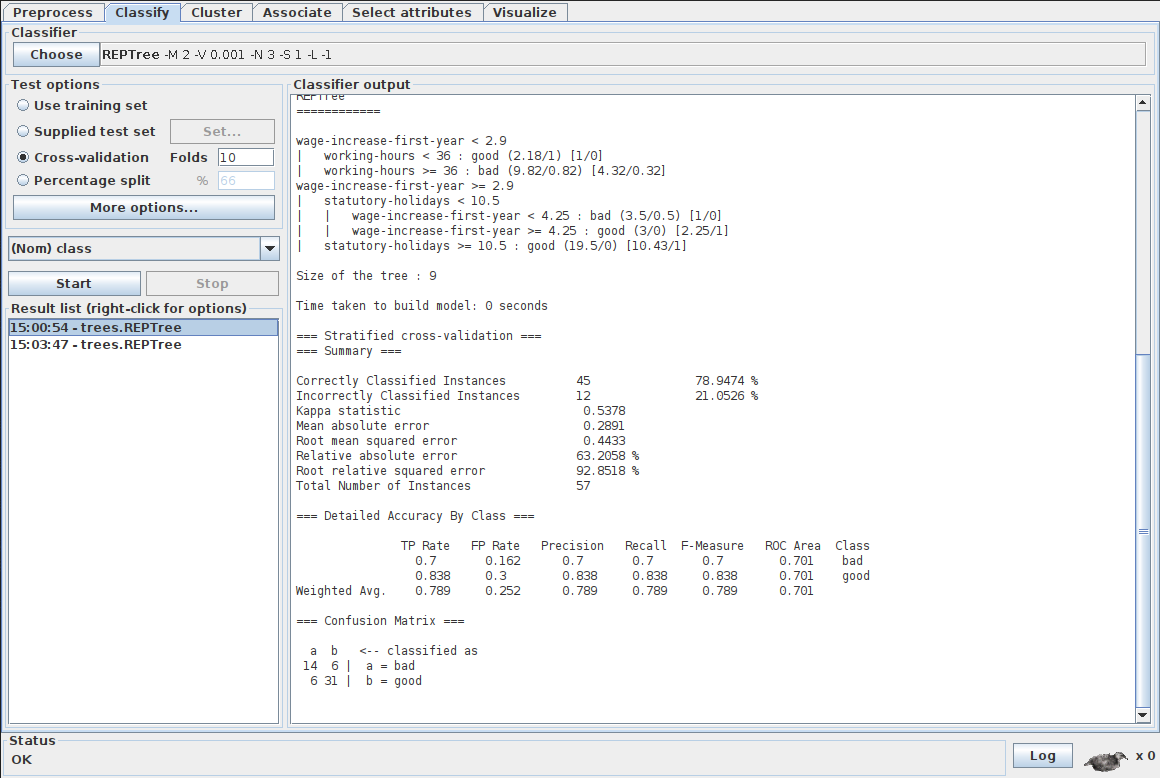 Preprocess Classify Cluster Associate Select attributes Visualize
Classifier
Choose REPTree -M 2 -V 0.001 -N 3 -S 1 -L -1
Test options
Use training set
Supplied test set Set...
Cross-validation Folds 10
Percentage split % 66
More options...
(Nom) class
Start Stop
Result list (right-click for options)
15:00:54 - trees.REPTree
15:03:47 - trees.REPTree
Classifier output
REPTree
============
wage-increase-first-year < 2.9
|   working-hours < 36 : good (2.18/1) [1/0]
|   working-hours >= 36 : bad (9.82/0.82) [4.32/0.32]
wage-increase-first-year >= 2.9
|   statutory-holidays < 10.5
|   |   wage-increase-first-year < 4.25 : bad (3.5/0.5) [1/0]
|   |   wage-increase-first-year >= 4.25 : good (3/0) [2.25/1]
|   statutory-holidays >= 10.5 : good (19.5/0) [10.43/1]
Size of the tree : 9
Time taken to build model: 0 seconds
=== Stratified cross-validation ===
=== Summary ===
Correctly Classified Instances 45 78.9474 %
Incorrectly Classified Instances 12 21.0526 %
Kappa statistic 0.5378
Mean absolute error 0.2891
Root mean squared error 0.4433
Relative absolute error 63.2058 %
Root relative squared error 92.8518 %
Total Number of Instances 57
=== Detailed Accuracy By Class ===
TP Rate FP Rate Precision Recall F-Measure ROC Area Class
0.7 0.162 0.7 0.7 0.7 0.701 bad
0.838 0.3 0.838 0.838 0.838 0.701 good
Weighted Avg. 0.789 0.252 0.789 0.789 0.789 0.701
=== Confusion Matrix ===
a b <-- classified as
14 6 | a = bad
6 31 | b = good
Status
OK
Log x 0